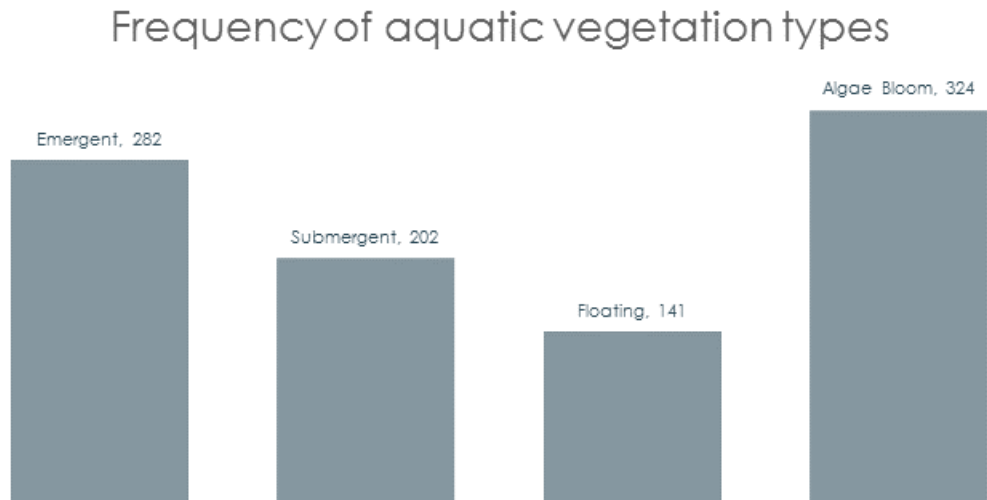 Frequency of aquatic vegetation types
Algae Bloom, 324
Emergent, 282
Submergent, 202
Floating, 141